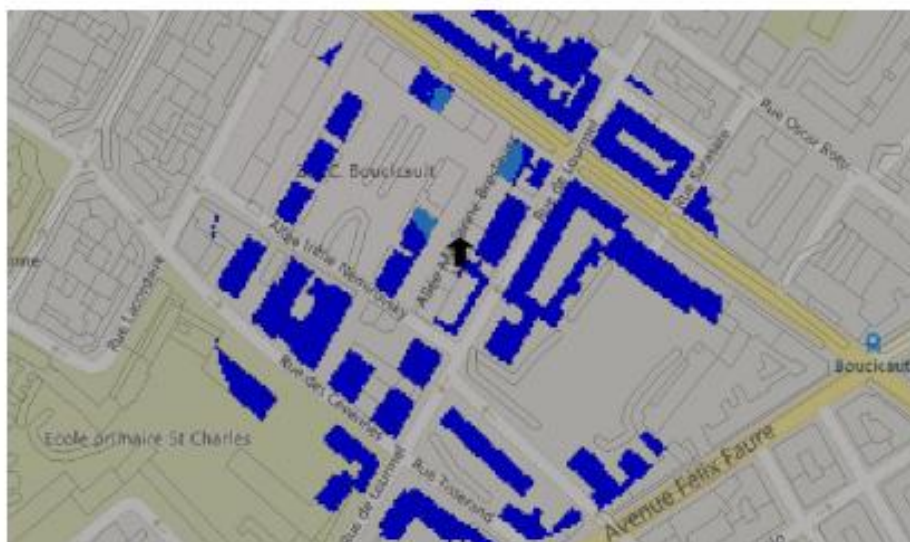 Rue Oscar Roty
Rue Sarasate
Z.A.C. Boucicault
Rue de Lourmel
Allée Irène Némirovsky
Rue Lacordaire
Boucicaut
Rue des Cévennes
Ecole primaire St Charles
Avenue Félix Faure
Rue Tisserand
Rue de Lourmel